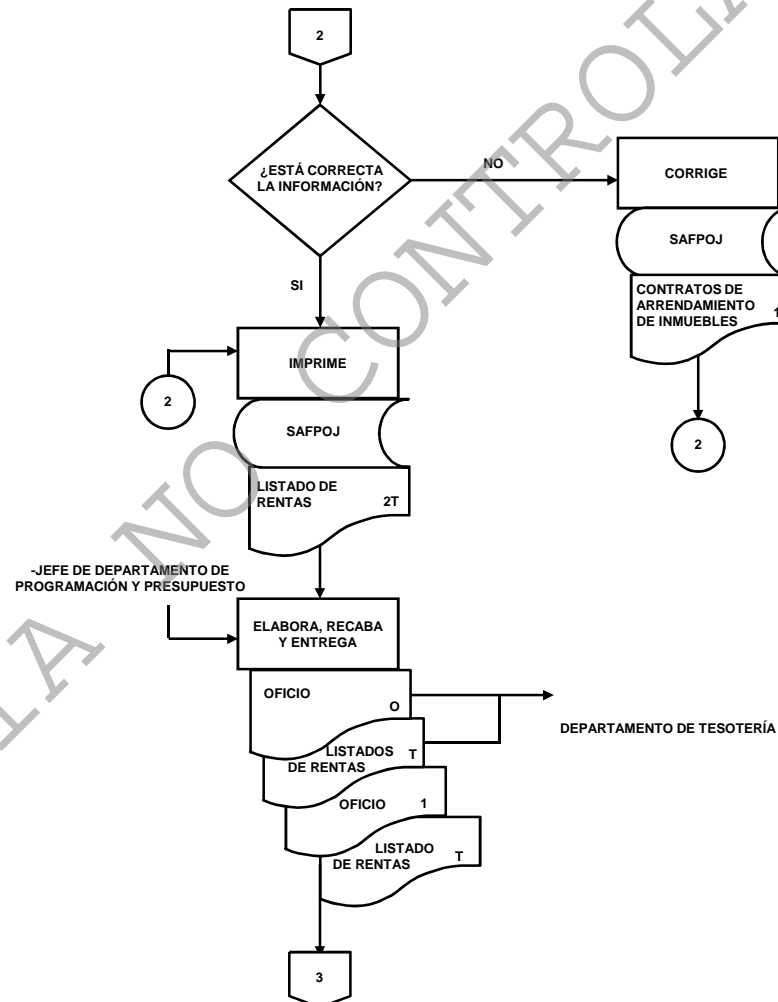 2
¿ESTÁ CORRECTA
LA INFORMACIÓN?
NO
CORRIGE
SAFPOJ
CONTRATOS DE
ARRENDAMIENTO
DE INMUEBLES
1
2
SI
IMPRIME
2
SAFPOJ
LISTADO DE
RENTAS
2T
-JEFE DE DEPARTAMENTO DE
PROGRAMACIÓN Y PRESUPUESTO
ELABORA, RECABA
Y ENTREGA
OFICIO
O
DEPARTAMENTO DE TESOTERÍA
LISTADOS
DE RENTAS
T
OFICIO
1
LISTADO
DE RENTAS
T
3
IA NO CONTROLA